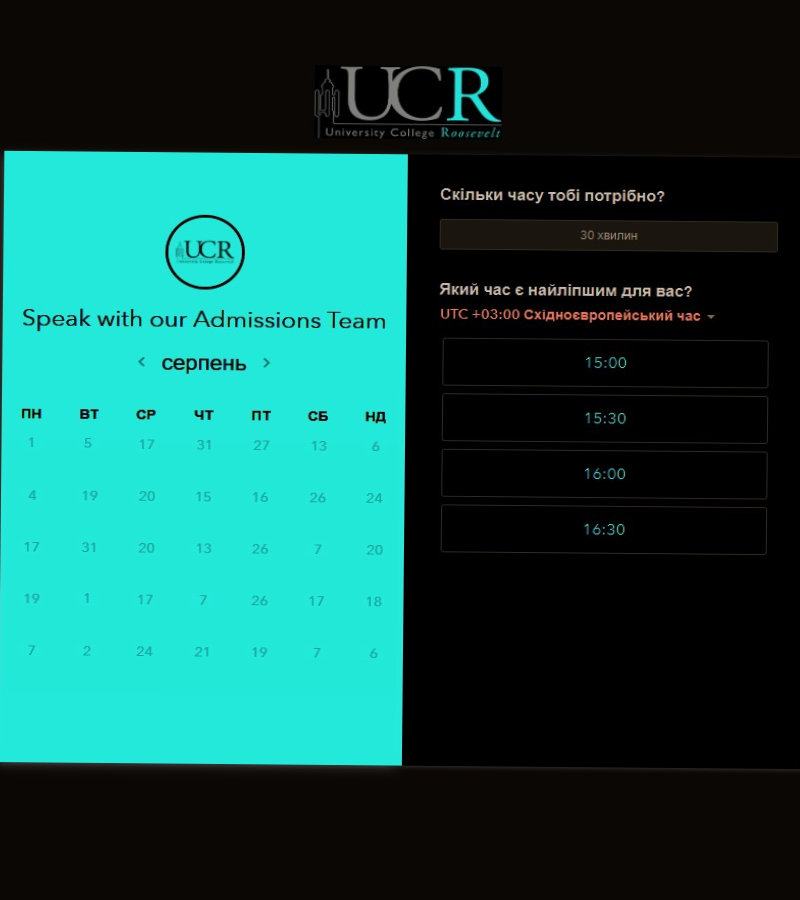 UCR
University College Roosevelt
UCR
Speak with our Admissions Team
серпень
ПН ВТ СР ЧТ ПТ СБ НД
1 5 17 31 27 13 6
4 19 20 15 16 26 24
17 31 20 13 26 7 20
19 1 17 7 26 17 18
7 2 24 21 19 7 6
Скільки часу тобі потрібно?
30 хвилин
Який час є найліпшим для вас?
UTC +03:00 Східноєвропейський час
15:00
15:30
16:00
16:30